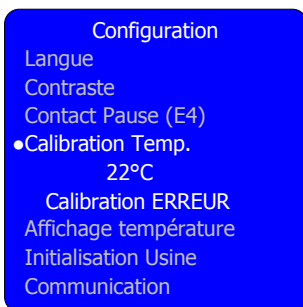 Configuration
Langue
Contraste
Contact Pause (E4)
●Calibration Temp.
22°C
Calibration ERREUR
Affichage température
Initialisation Usine
Communication